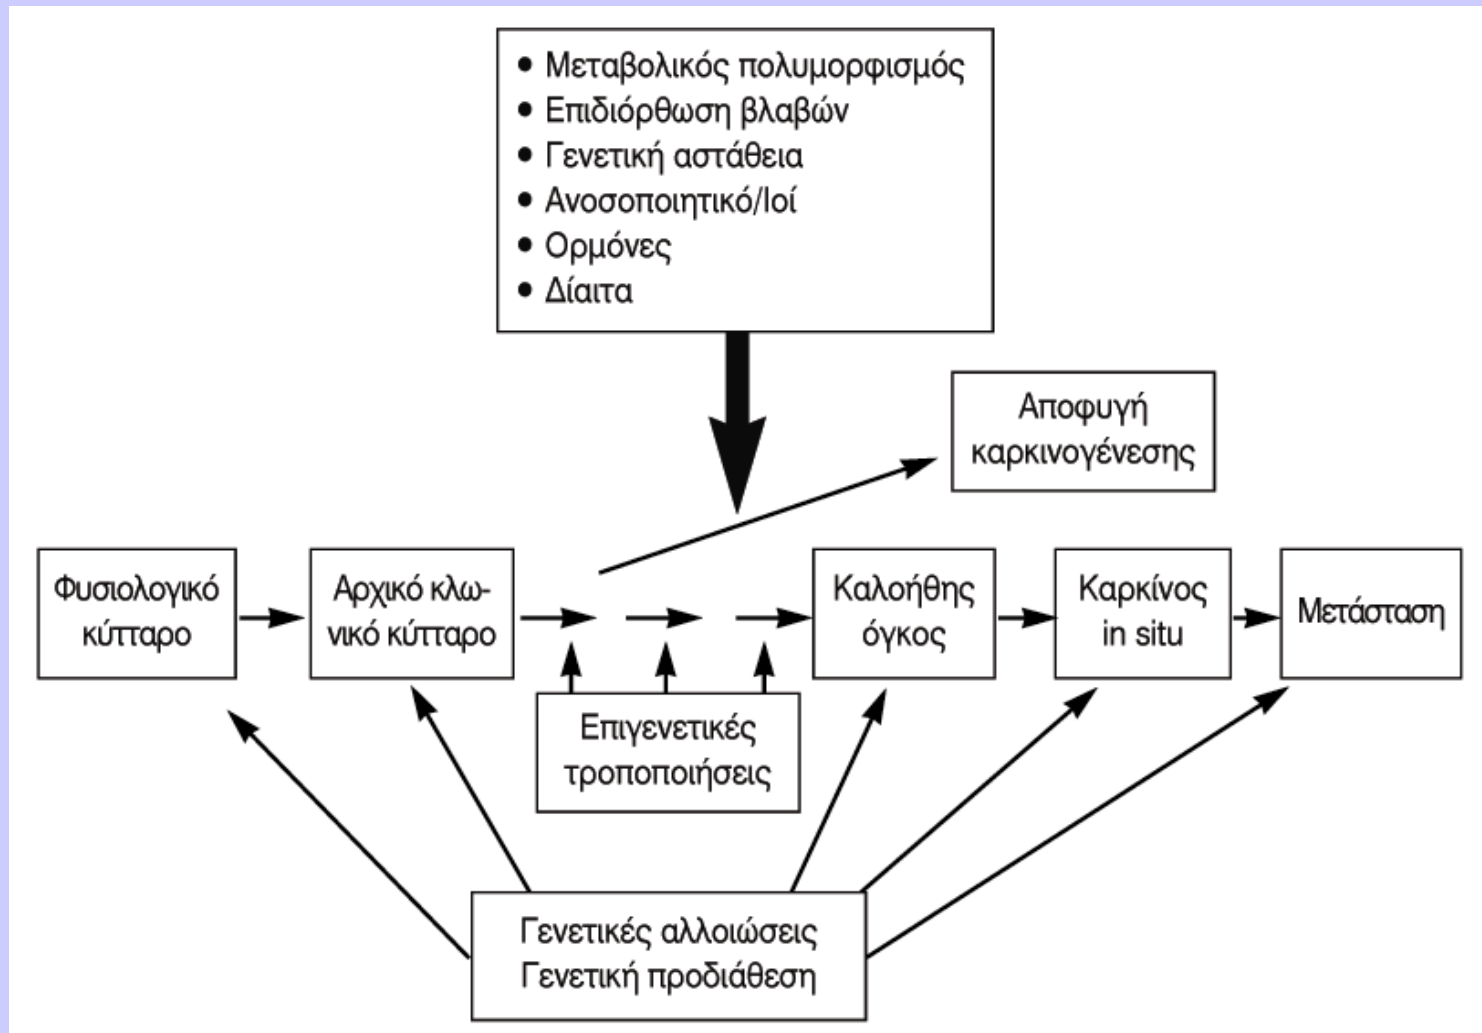 • Μεταβολικός πολυμορφισμός
• Επιδιόρθωση βλαβών
• Γενετική αστάθεια
• Ανοσοποιητικό/Ιοί
• Ορμόνες
• Δίαιτα
Αποφυγή
καρκινογένεσης
Φυσιολογικό
κύτταρο
Αρχικό κλω-
νικό κύτταρο
Καλοήθης
όγκος
Καρκίνος
in situ
Μετάσταση
Επιγενετικές
τροποποιήσεις
Γενετικές αλλοιώσεις
Γενετική προδιάθεση